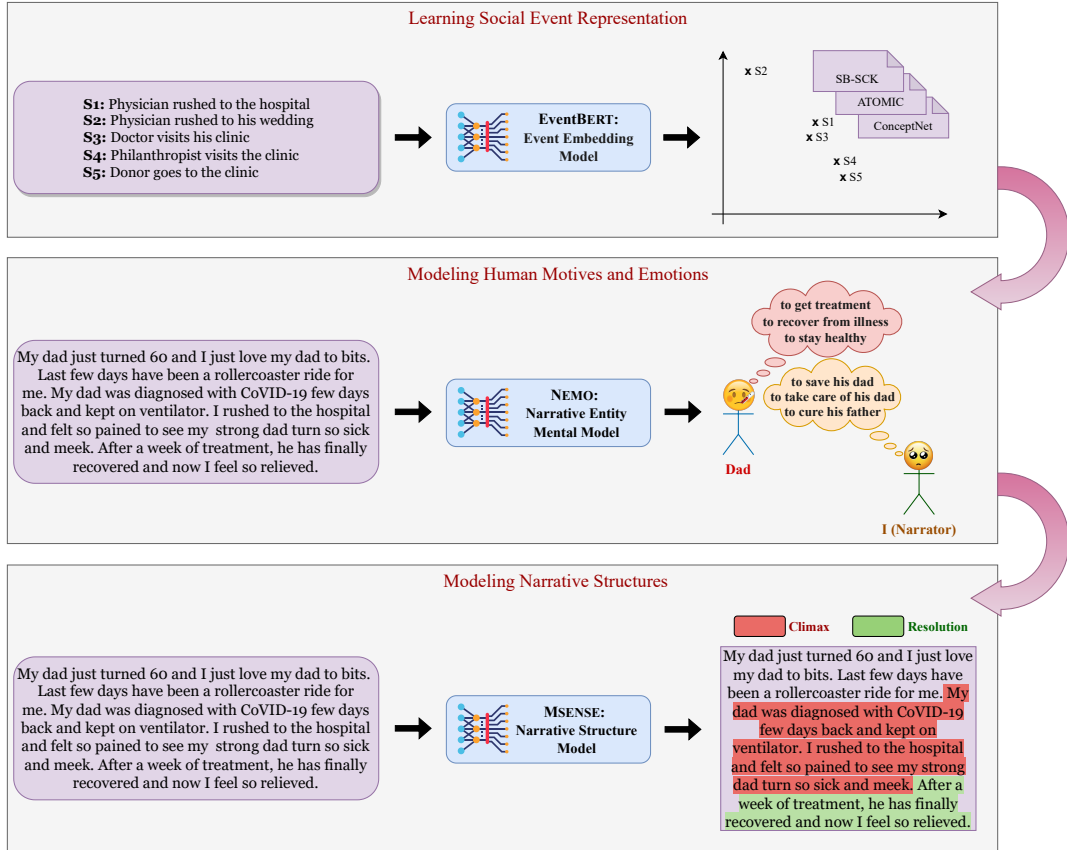 Learning Social Event Representation
S1: Physician rushed to the hospital
S2: Physician rushed to his wedding
S3: Doctor visits his clinic
S4: Philanthropist visits the clinic
S5: Donor goes to the clinic
EventBERT:
Event Embedding
Model
x S2
SB-SCK
ATOMIC
ConceptNet
x S1
x S3
x S4
x S5
Modeling Human Motives and Emotions
My dad just turned 60 and I just love my dad to bits.
Last few days have been a rollercoaster ride for
me. My dad was diagnosed with CoVID-19 few days
back and kept on ventilator. I rushed to the hospital
and felt so pained to see my strong dad turn so sick
and meek. After a week of treatment, he has finally
recovered and now I feel so relieved.
NEMO:
Narrative Entity
Mental Model
to get treatment
to recover from illness
to stay healthy
to save his dad
to take care of his dad
to cure his father
Dad
I (Narrator)
Modeling Narrative Structures
My dad just turned 60 and I just love my dad to bits.
Last few days have been a rollercoaster ride for
me. My dad was diagnosed with CoVID-19 few days
back and kept on ventilator. I rushed to the hospital
and felt so pained to see my strong dad turn so sick
and meek. After a week of treatment, he has finally
recovered and now I feel so relieved.
MSENSE:
Narrative Structure
Model
Climax
Resolution
My dad just turned 60 and I just love
my dad to bits. Last few days have
been a rollercoaster ride for me. My
dad was diagnosed with CoVID-19
few days back and kept on
ventilator. I rushed to the hospital
and felt so pained to see my strong
dad turn so sick and meek. After a
week of treatment, he has finally
recovered and now I feel so relieved.